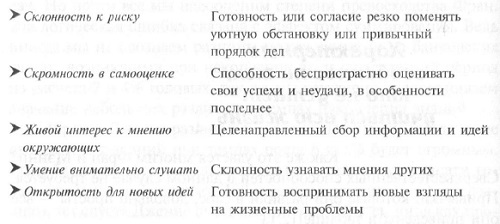 ➤ Склонность к риску Готовность или согласие резко поменять
уютную обстановку или привычный
порядок дел
➤ Скромность в самооценке Способность беспристрастно оценивать
свои успехи и неудачи, в особенности
последнее
➤ Живой интерес к мнению Целенаправленный сбор информации и идей
окружающих
➤ Умение внимательно слушать Склонность узнавать мнения других
➤ Открытость для новых идей Готовность воспринимать новые взгляды
на жизненные проблемы